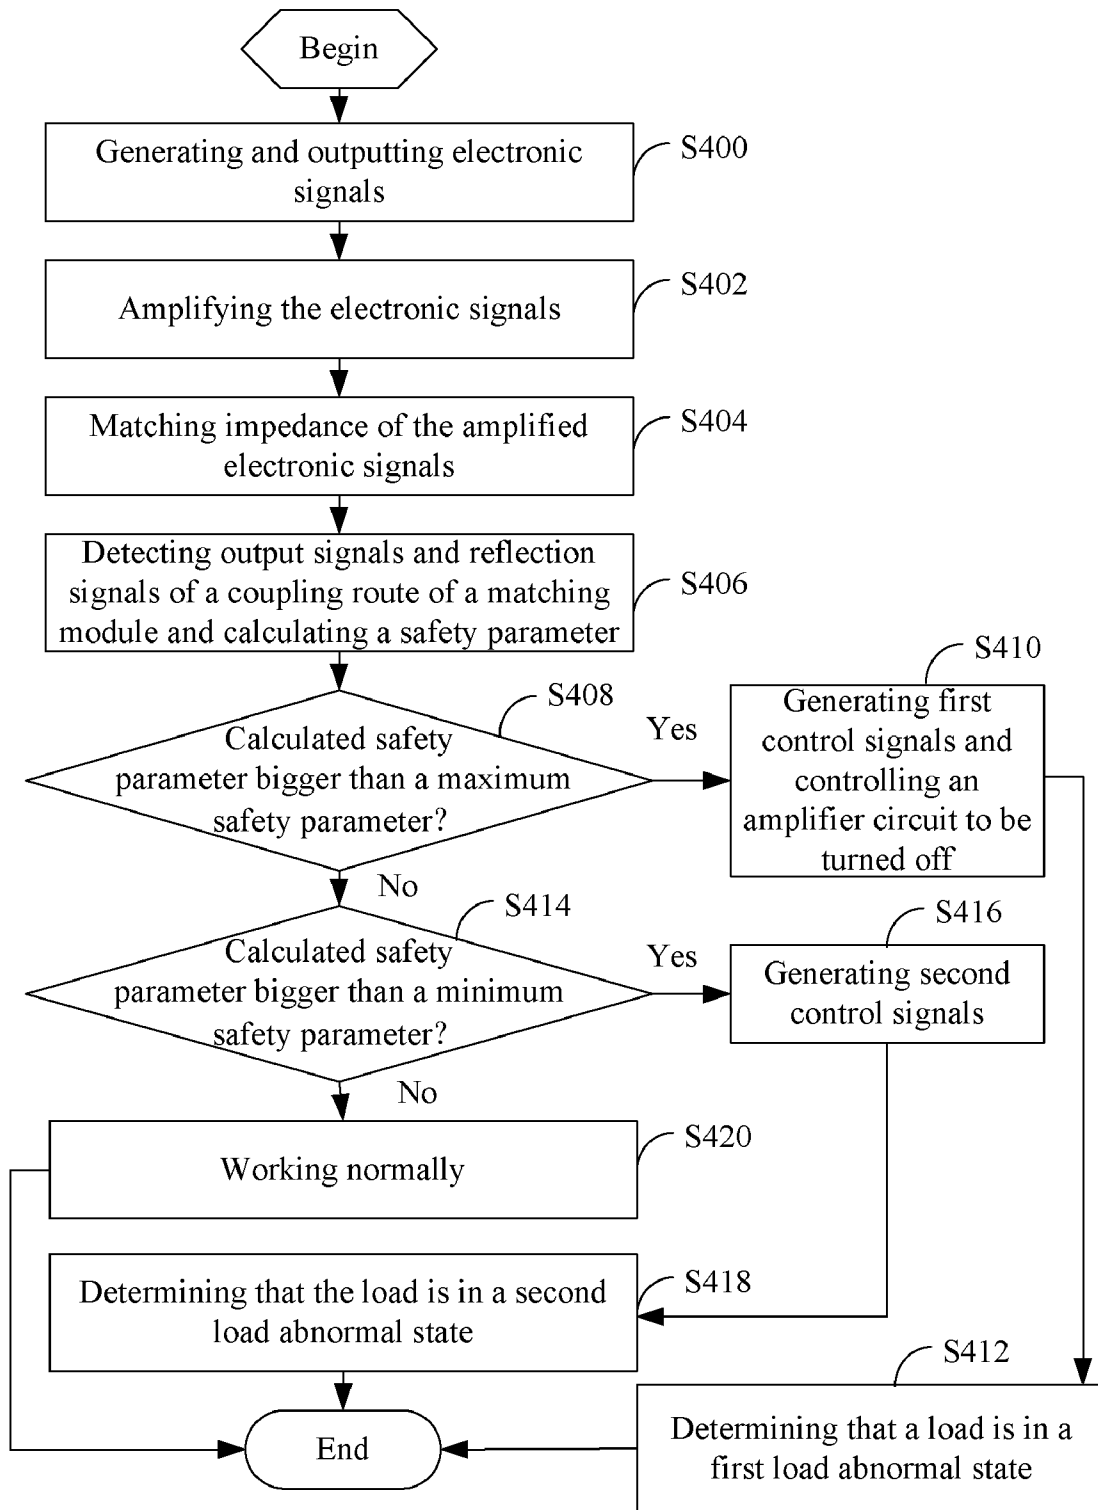 Begin
Generating and outputting electronic
signals
S400
Amplifying the electronic signals
S402
Matching impedance of the amplified
electronic signals
S404
Detecting output signals and reflection
signals of a coupling route of a matching
module and calculating a safety parameter
S406
Calculated safety
parameter bigger than a maximum
safety parameter?
S408
Yes
Generating first
control signals and
controlling an
amplifier circuit to be
turned off
S410
No
Calculated safety
parameter bigger than a minimum
safety parameter?
S414
Yes
Generating second
control signals
S416
No
Working normally
S420
Determining that the load is in a second
load abnormal state
S418
Determining that a load is in a
first load abnormal state
S412
End